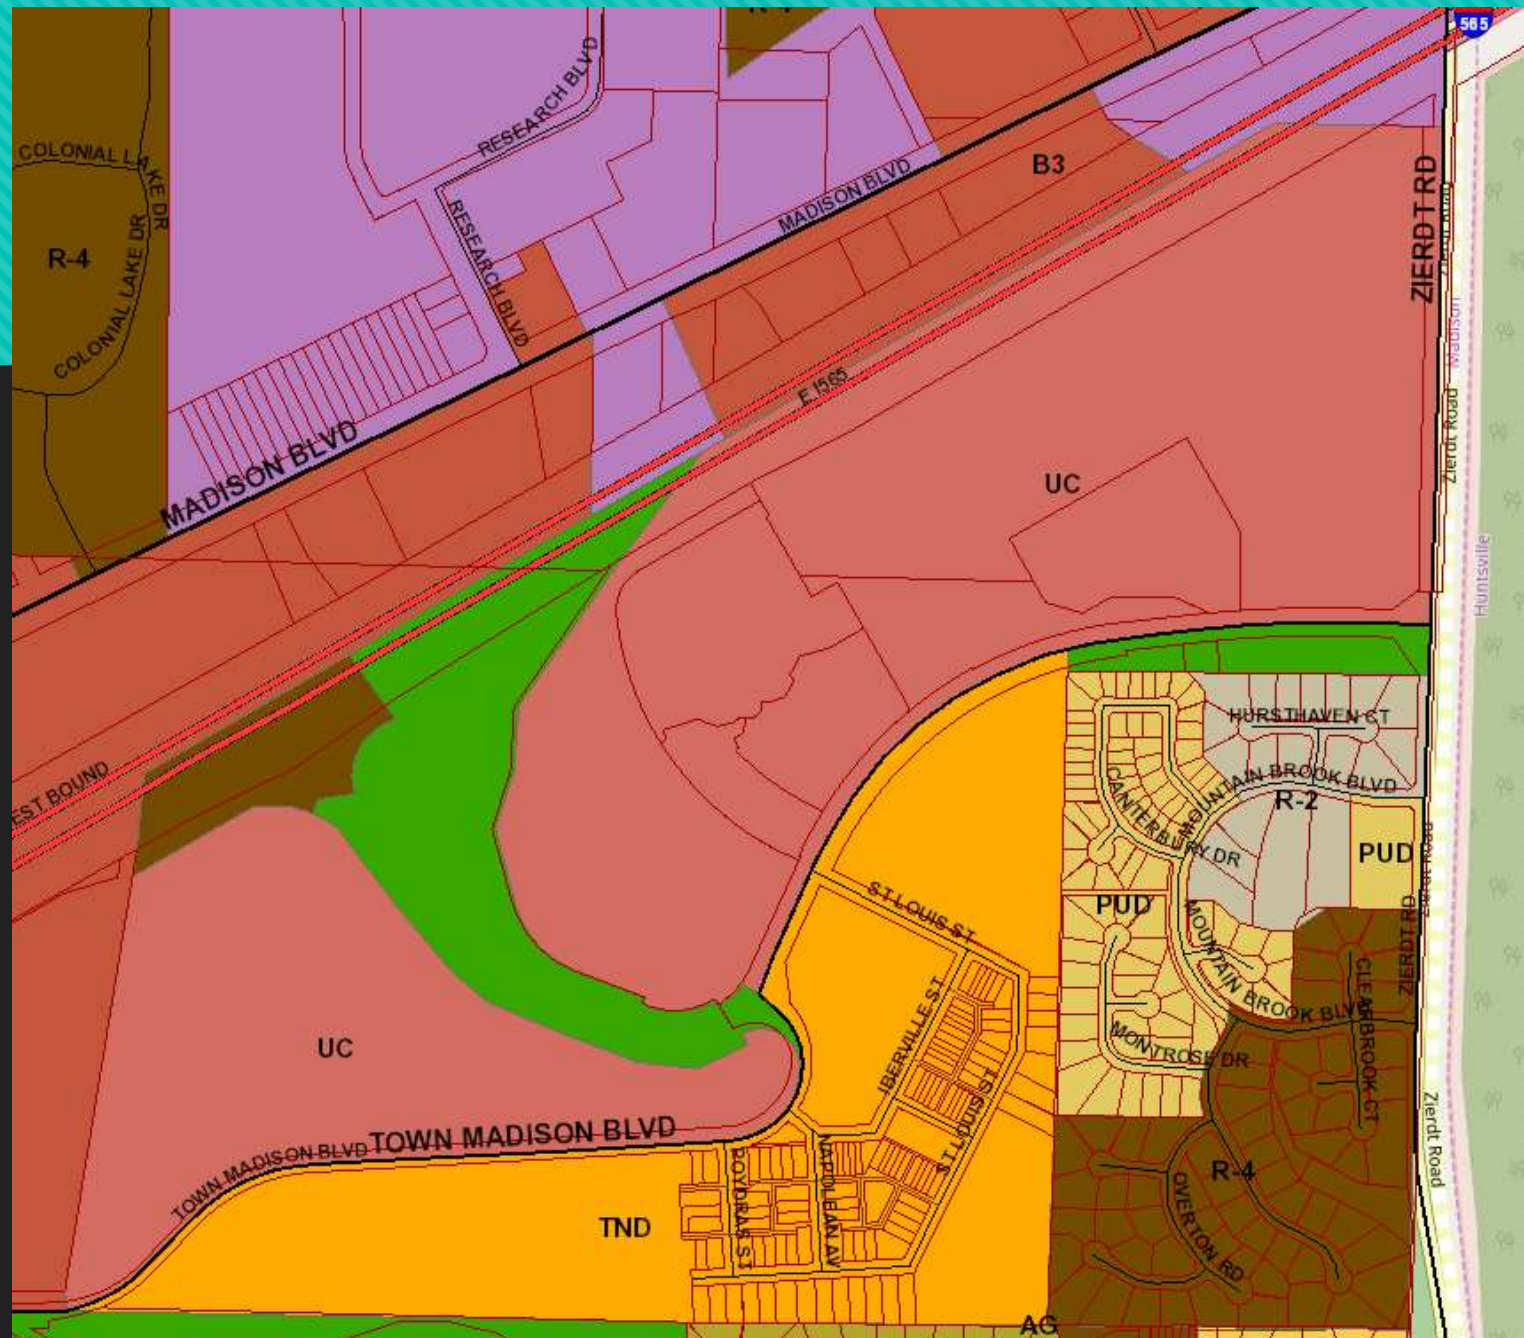 565
RESEARCH BLVD
COLONIAL LAKE DR
B3
ZIERDT RD
MADISON BLVD
R-4
COLONIAL LAKE DR
RESEARCH BLVD
Madison
E I565
Zierdt Road
MADISON BLVD
UC
Huntsville
HURSTHAVEN CT
MOUNTAIN BROOK BLVD
R-2
EST BOUND
CANTERBURY DR
PUD
ST LOUIS ST
PUD
ZIERDT RD
MOUNTAIN BROOK BLVD
CLEARBROOK CT
IBERVILLE ST
UC
MONTROSE DR
ST LOUIS ST
Zierdt Road
TOWN MADISON BLVD
TOWN MADISON BLVD
POYDRAS ST
NAPOLEAN AV
R-4
OVERTON RD
TND
AG